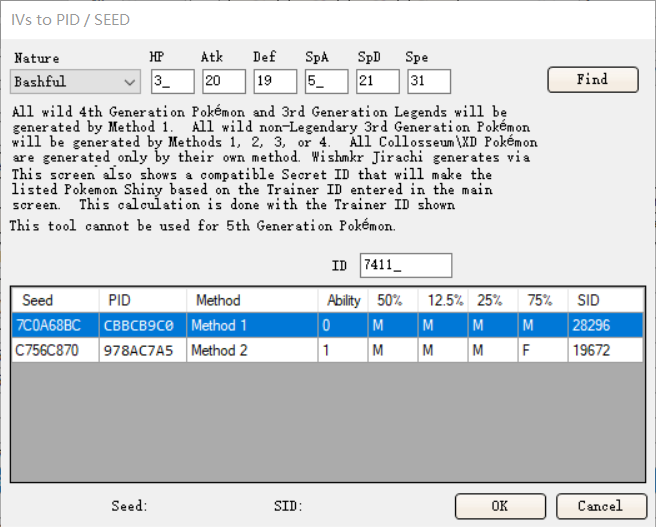 IVs to PID / SEED
Nature HP Atk Def SpA SpD Spe
Bashful 3_ 20 19 5_ 21 31 Find
All wild 4th Generation Pokémon and 3rd Generation Legends will be
generated by Method 1. All wild non-Legendary 3rd Generation Pokémon
will be generated by Methods 1, 2, 3, or 4. All Collosseum\XD Pokémon
are generated only by their own method. Wishmkr Jirachi generates via
This screen also shows a compatible Secret ID that will make the
listed Pokemon Shiny based on the Trainer ID entered in the main
screen. This calculation is done with the Trainer ID shown
This tool cannot be used for 5th Generation Pokémon.
ID 7411_
Seed PID Method Ability 50% 12.5% 25% 75% SID
7C0A68BC CBBCB9C0 Method 1 0 M M M M 28296
C756C870 978AC7A5 Method 2 1 M M M F 19672
Seed: SID: OK Cancel